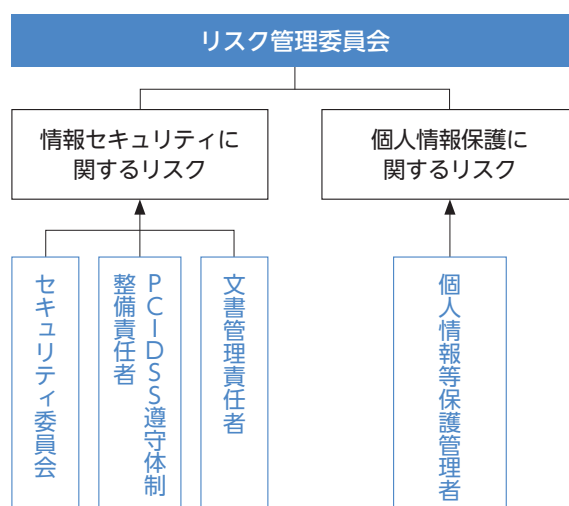 リスク管理委員会
情報セキュリティに
関するリスク
個人情報保護に
関するリスク
セキュリティ委員会
PCIDSS遵守体制
整備責任者
文書管理責任者
個人情報等保護管理者